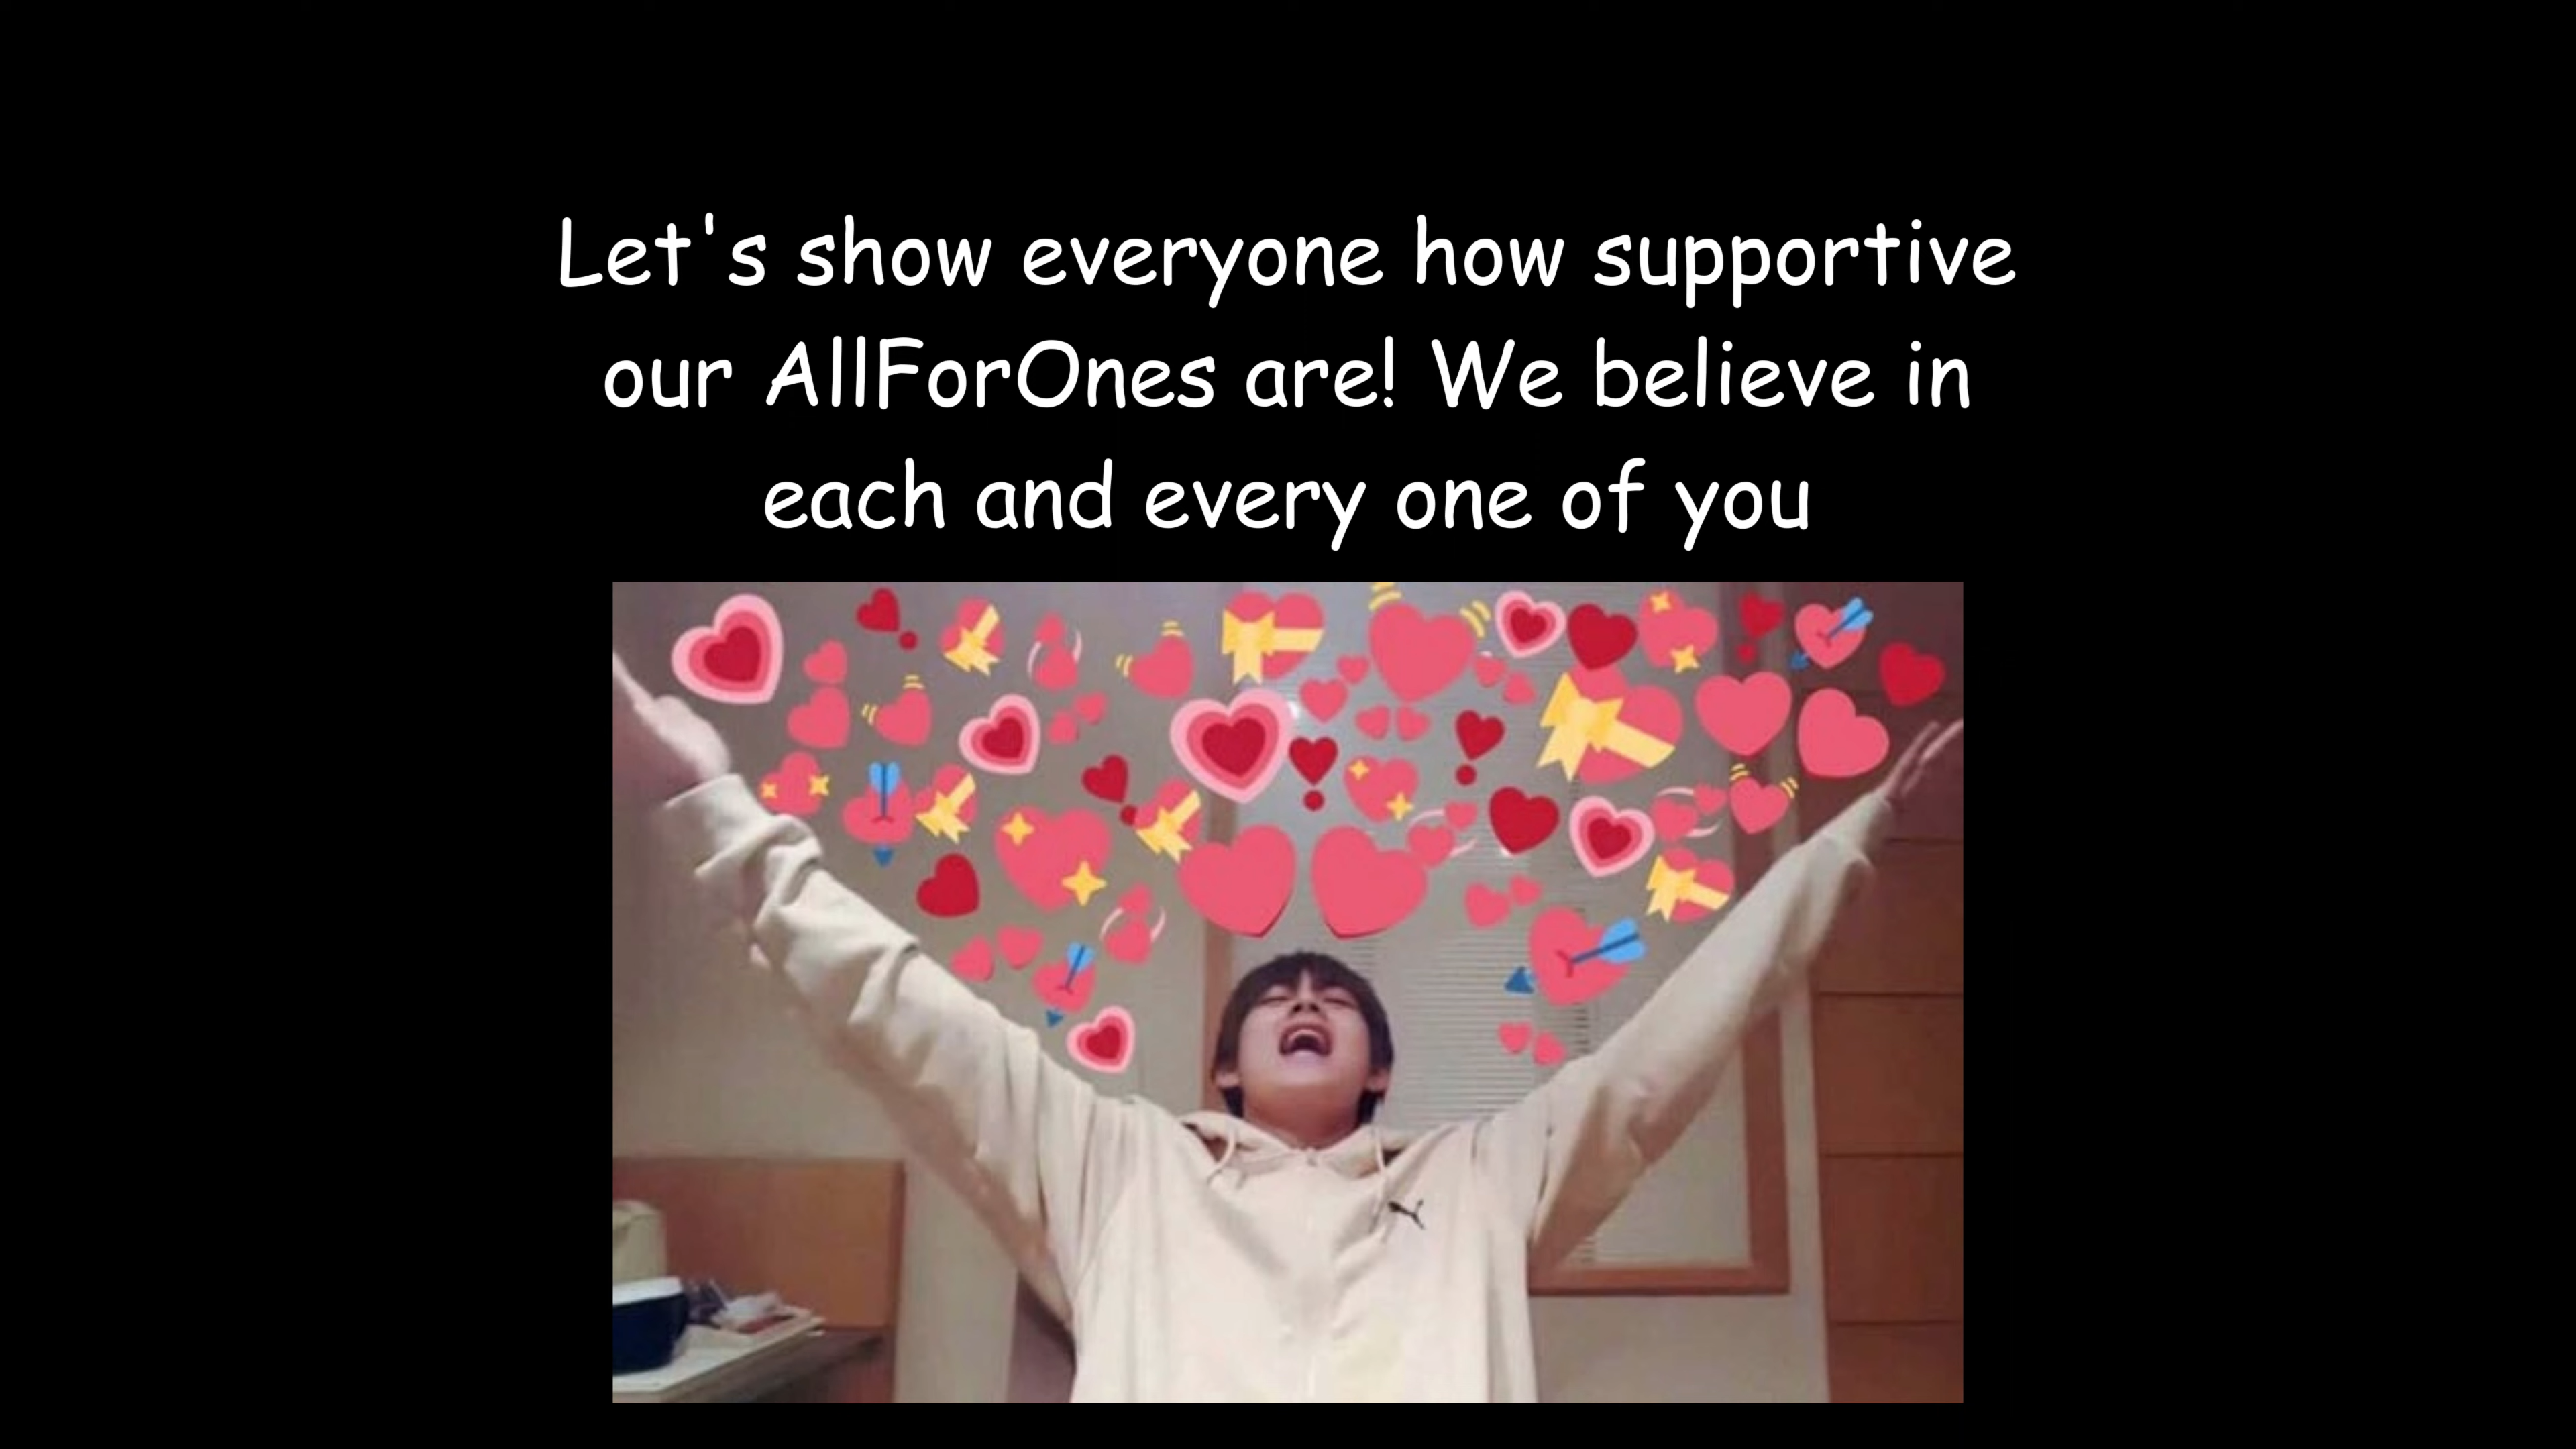 Let's show everyone how supportive
our AllForOnes are! We believe in
each and every one of you